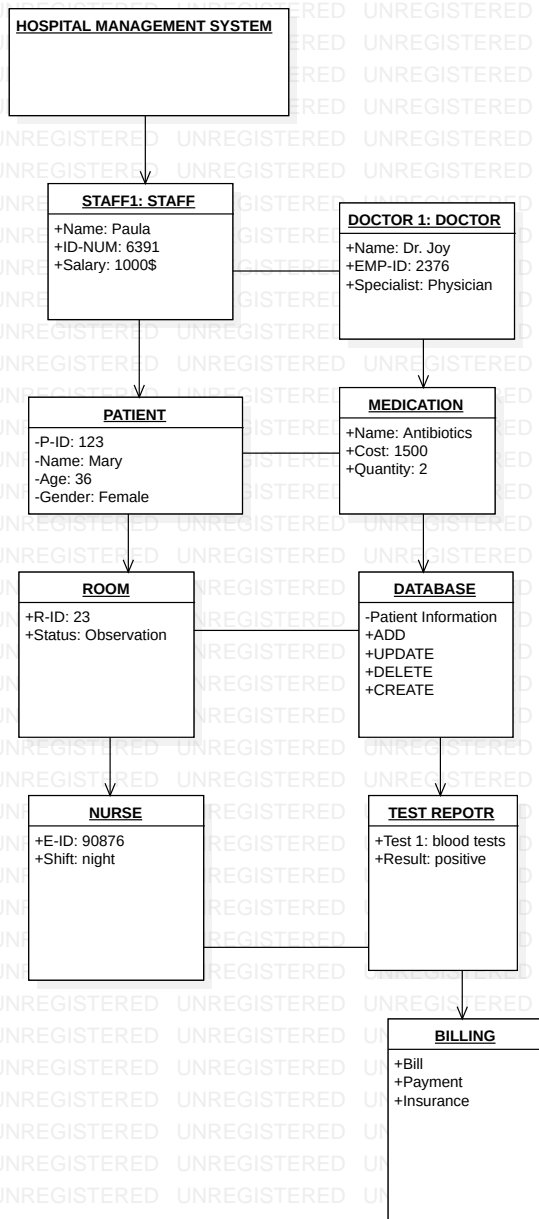 HOSPITAL MANAGEMENT SYSTEM
STAFF1: STAFF
+Name: Paula
+ID-NUM: 6391
+Salary: 1000$
DOCTOR 1: DOCTOR
+Name: Dr. Joy
+EMP-ID: 2376
+Specialist: Physician
PATIENT
-P-ID: 123
-Name: Mary
-Age: 36
-Gender: Female
MEDICATION
+Name: Antibiotics
+Cost: 1500
+Quantity: 2
ROOM
+R-ID: 23
+Status: Observation
DATABASE
-Patient Information
+ADD
+UPDATE
+DELETE
+CREATE
NURSE
+E-ID: 90876
+Shift: night
TEST REPOTR
+Test 1: blood tests
+Result: positive
BILLING
+Bill
+Payment
+Insurance
UNREGISTERED